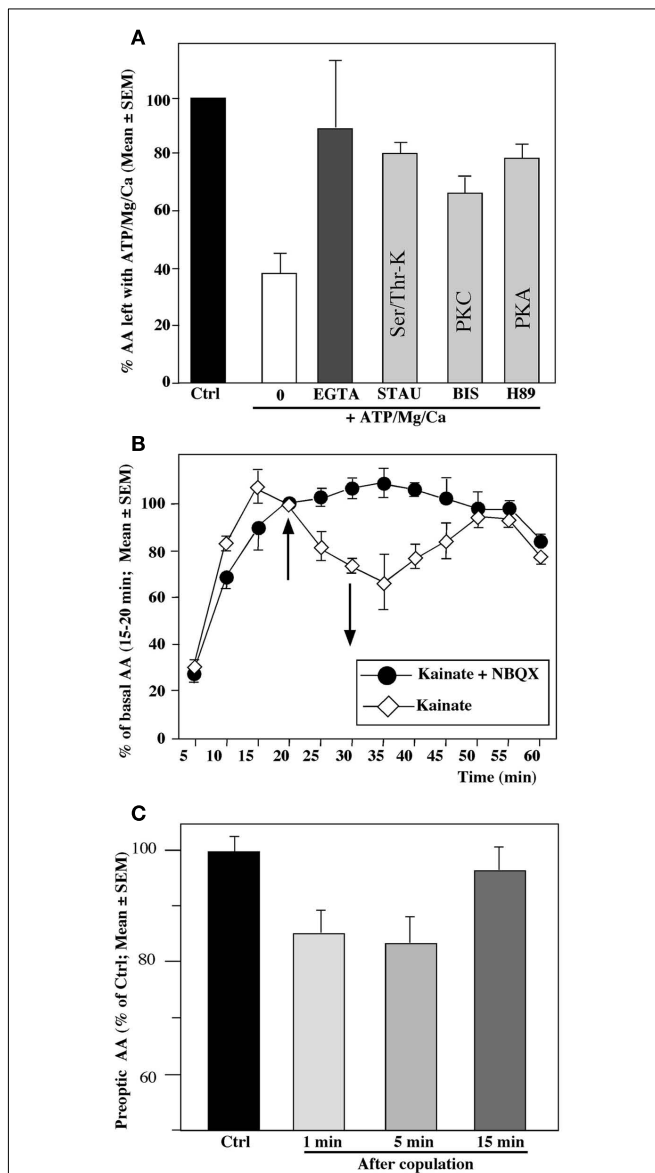 A
% AA left with ATP/Mg/Ca (Mean ± SEM)
100
80
60
40
20
0
Ser/Thr-K
PKC
PKA
Ctrl
0
EGTA
STAU
BIS
H89
+ ATP/Mg/Ca
B
% of basal AA (15-20 min; Mean ± SEM)
100
80
60
40
20
0
Kainate + NBQX
Kainate
5 10 15 20 25 30 35 40 45 50 55 60
Time (min)
C
Preoptic AA (% of Ctrl; Mean ± SEM)
100
80
60
Ctrl
1 min
5 min
15 min
After copulation